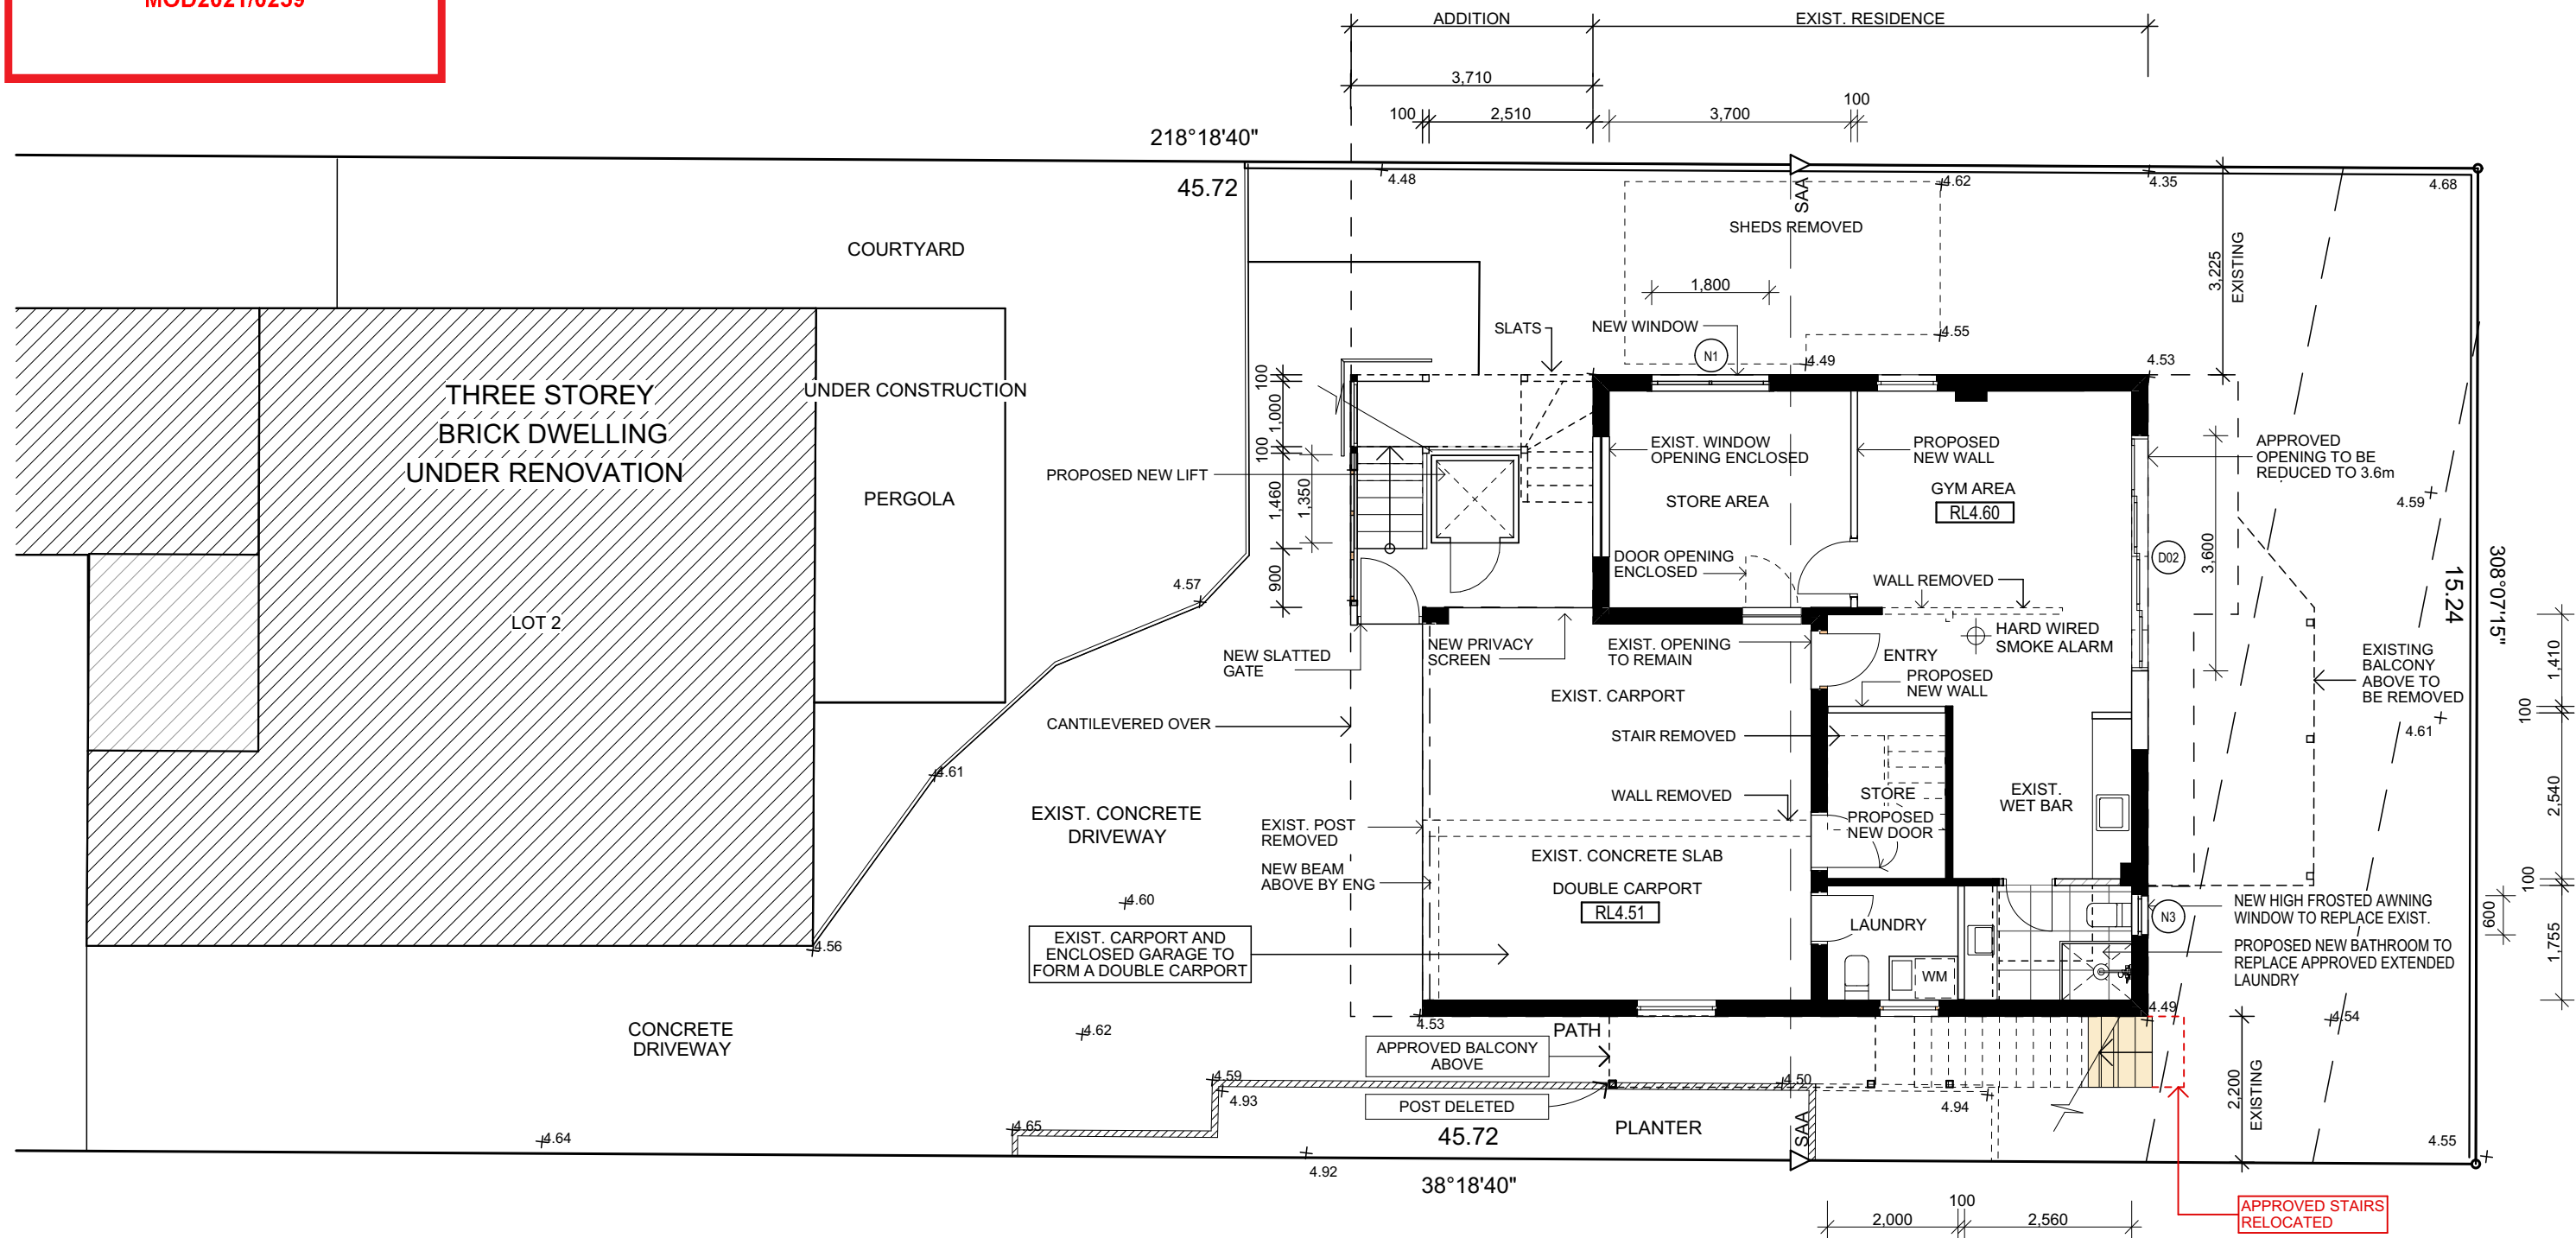 MOD2021/0239
ADDITION
EXIST. RESIDENCE
3,710
100
2,510
3,700
100
218°18'40"
45.72
4.48
SAA
4.62
4.35
4.68
SHEDS REMOVED
COURTYARD
3,225
EXISTING
1,800
SLATS
NEW WINDOW
N1
4.55
4.49
4.53
THREE STOREY
BRICK DWELLING
UNDER RENOVATION
UNDER CONSTRUCTION
PERGOLA
LOT 2
100
1,000
100
1,460
1,350
900
PROPOSED NEW LIFT
EXIST. WINDOW
OPENING ENCLOSED
PROPOSED
NEW WALL
STORE AREA
GYM AREA
RL4.60
APPROVED
OPENING TO BE
REDUCED TO 3.6m
4.59
3,600
D02
DOOR OPENING
ENCLOSED
WALL REMOVED
4.57
308°07'15"
15.24
NEW SLATTED
GATE
NEW PRIVACY
SCREEN
EXIST. OPENING
TO REMAIN
ENTRY
HARD WIRED
SMOKE ALARM
PROPOSED
NEW WALL
EXISTING
BALCONY
ABOVE TO
BE REMOVED
1,410
100
EXIST. CARPORT
CANTILEVERED OVER
STAIR REMOVED
4.61
4.61
EXIST. CONCRETE
DRIVEWAY
WALL REMOVED
STORE
PROPOSED
NEW DOOR
EXIST.
WET BAR
2,540
EXIST. POST
REMOVED
NEW BEAM
ABOVE BY ENG
EXIST. CONCRETE SLAB
DOUBLE CARPORT
RL4.51
100
4.60
LAUNDRY
N3
NEW HIGH FROSTED AWNING
WINDOW TO REPLACE EXIST.
600
1,755
4.56
EXIST. CARPORT AND
ENCLOSED GARAGE TO
FORM A DOUBLE CARPORT
WM
PROPOSED NEW BATHROOM TO
REPLACE APPROVED EXTENDED
LAUNDRY
4.49
4.54
CONCRETE
DRIVEWAY
4.62
4.53
PATH
APPROVED BALCONY
ABOVE
4.59
4.50
4.93
POST DELETED
4.94
2,200
EXISTING
4.65
4.64
45.72
PLANTER
SAA
4.55
4.92
38°18'40"
100
2,000
2,560
APPROVED STAIRS
RELOCATED